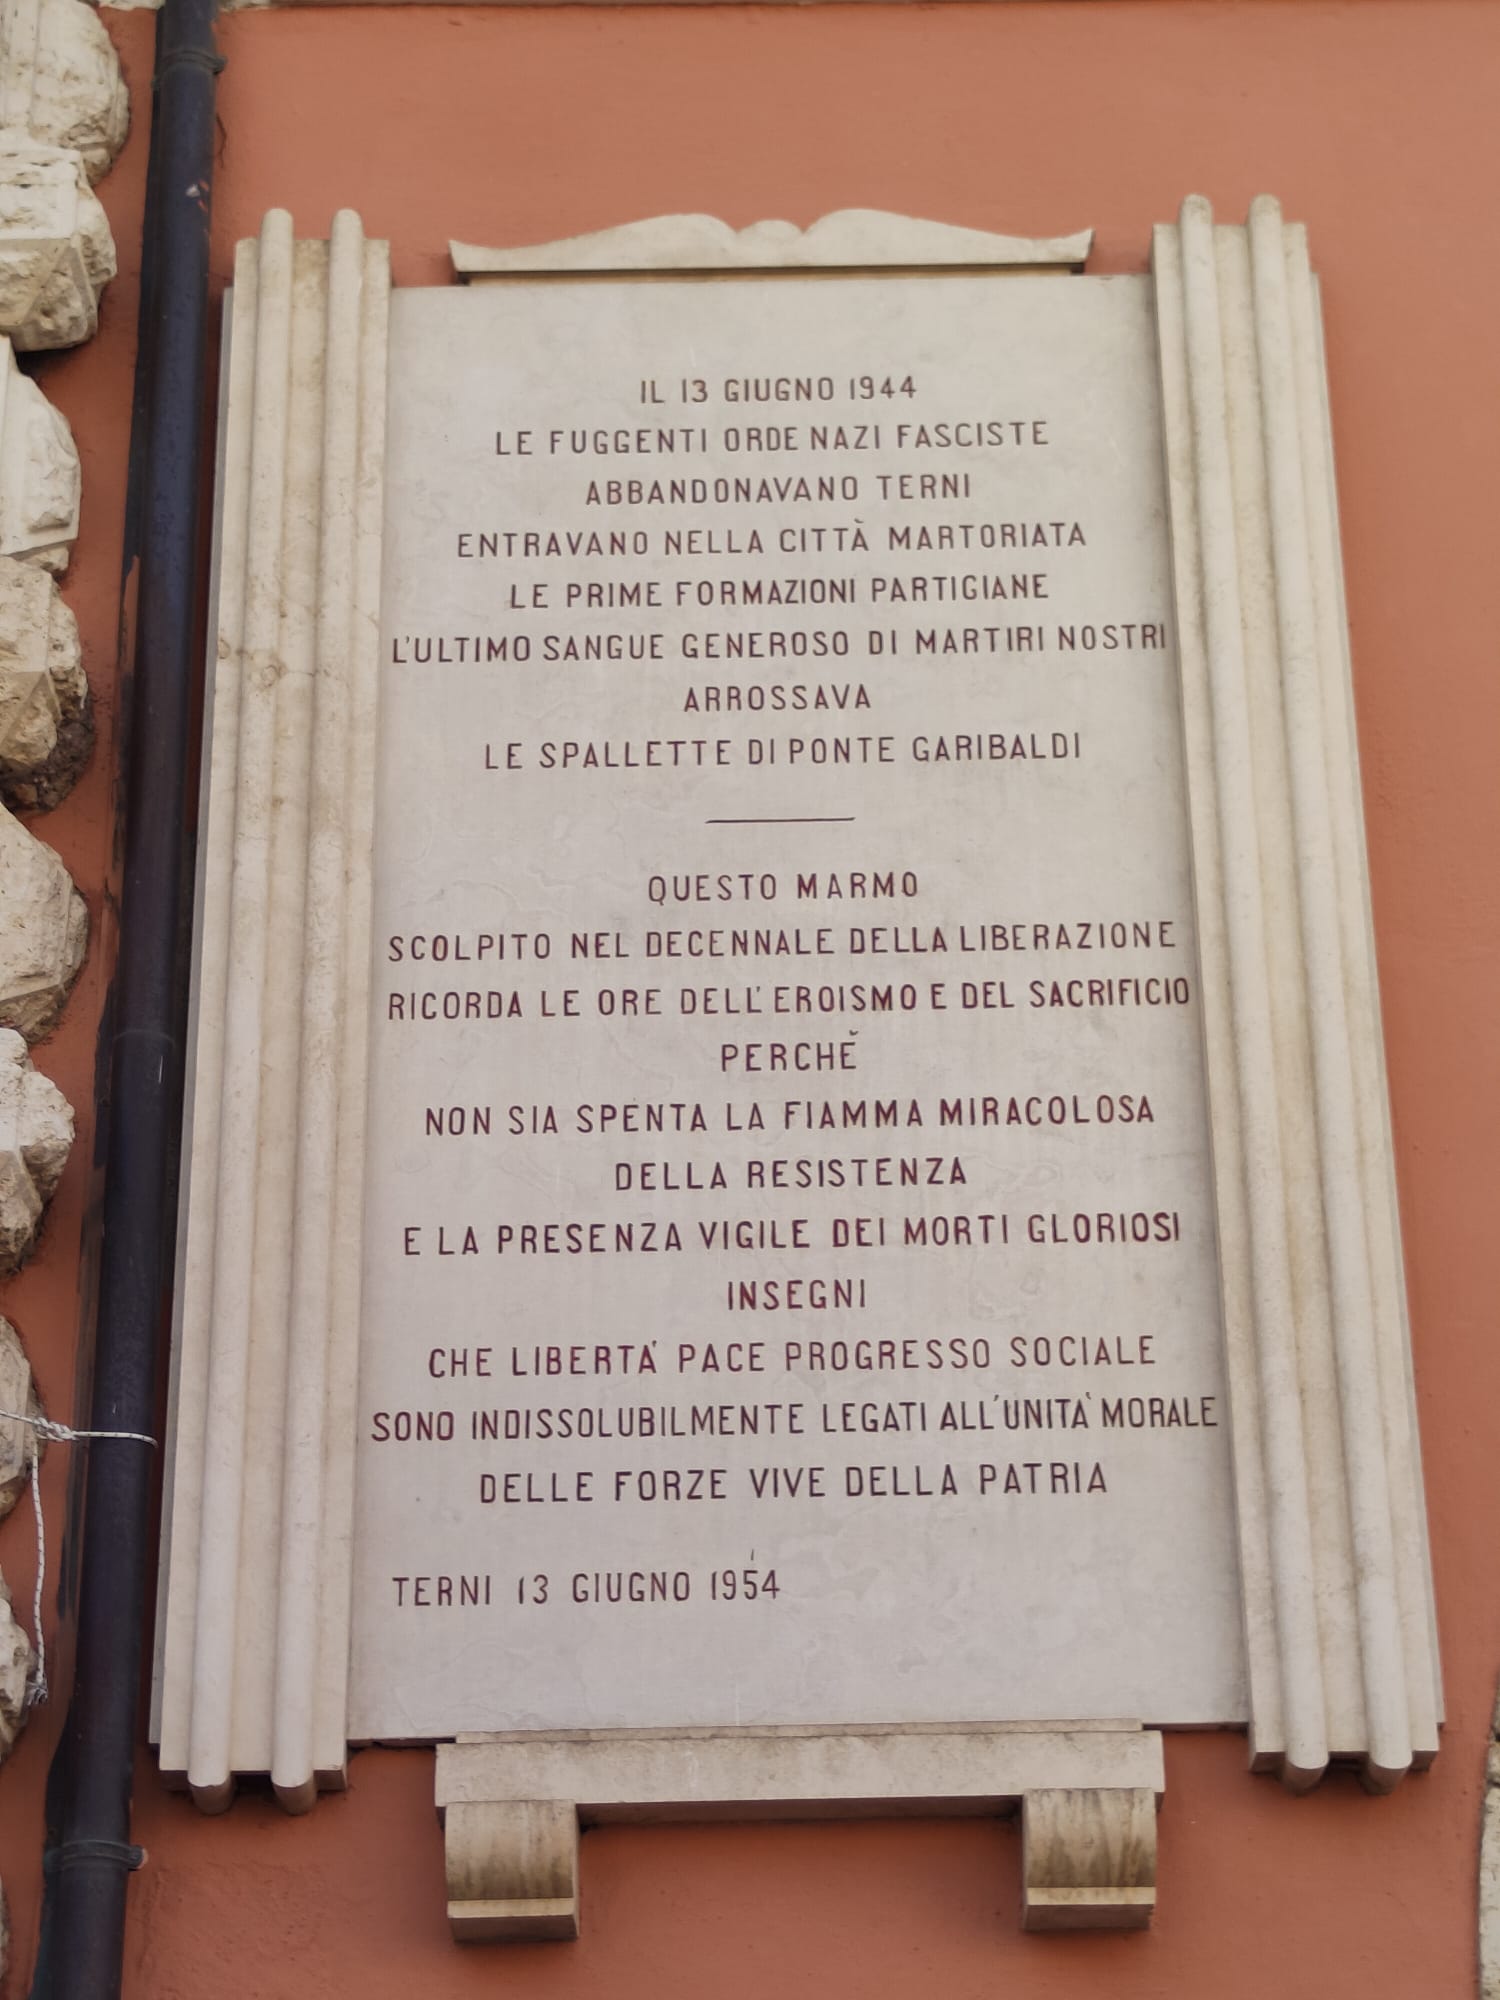 IL 13 GIUGNO 1944
LE FUGGENTI ORDE NAZI FASCISTE
ABBANDONAVANO TERNI
ENTRAVANO NELLA CITTÀ MARTORIATA
LE PRIME FORMAZIONI PARTIGIANE
L'ULTIMO SANGUE GENEROSO DI MARTIRI NOSTRI
ARROSSAVA
LE SPALLETTE DI PONTE GARIBALDI
QUESTO MARMO
SCOLPITO NEL DECENNALE DELLA LIBERAZIONE
RICORDA LE ORE DELL'EROISMO E DEL SACRIFICIO
PERCHĔ
NON SIA SPENTA LA FIAMMA MIRACOLOSA
DELLA RESISTENZA
E LA PRESENZA VIGILE DEI MORTI GLORIOSI
INSEGNI
CHE LIBERTA' PACE PROGRESSO SOCIALE
SONO INDISSOLUBILMENTE LEGATI ALL'UNITA' MORALE
DELLE FORZE VIVE DELLA PATRIA
TERNI 13 GIUGNO 1954